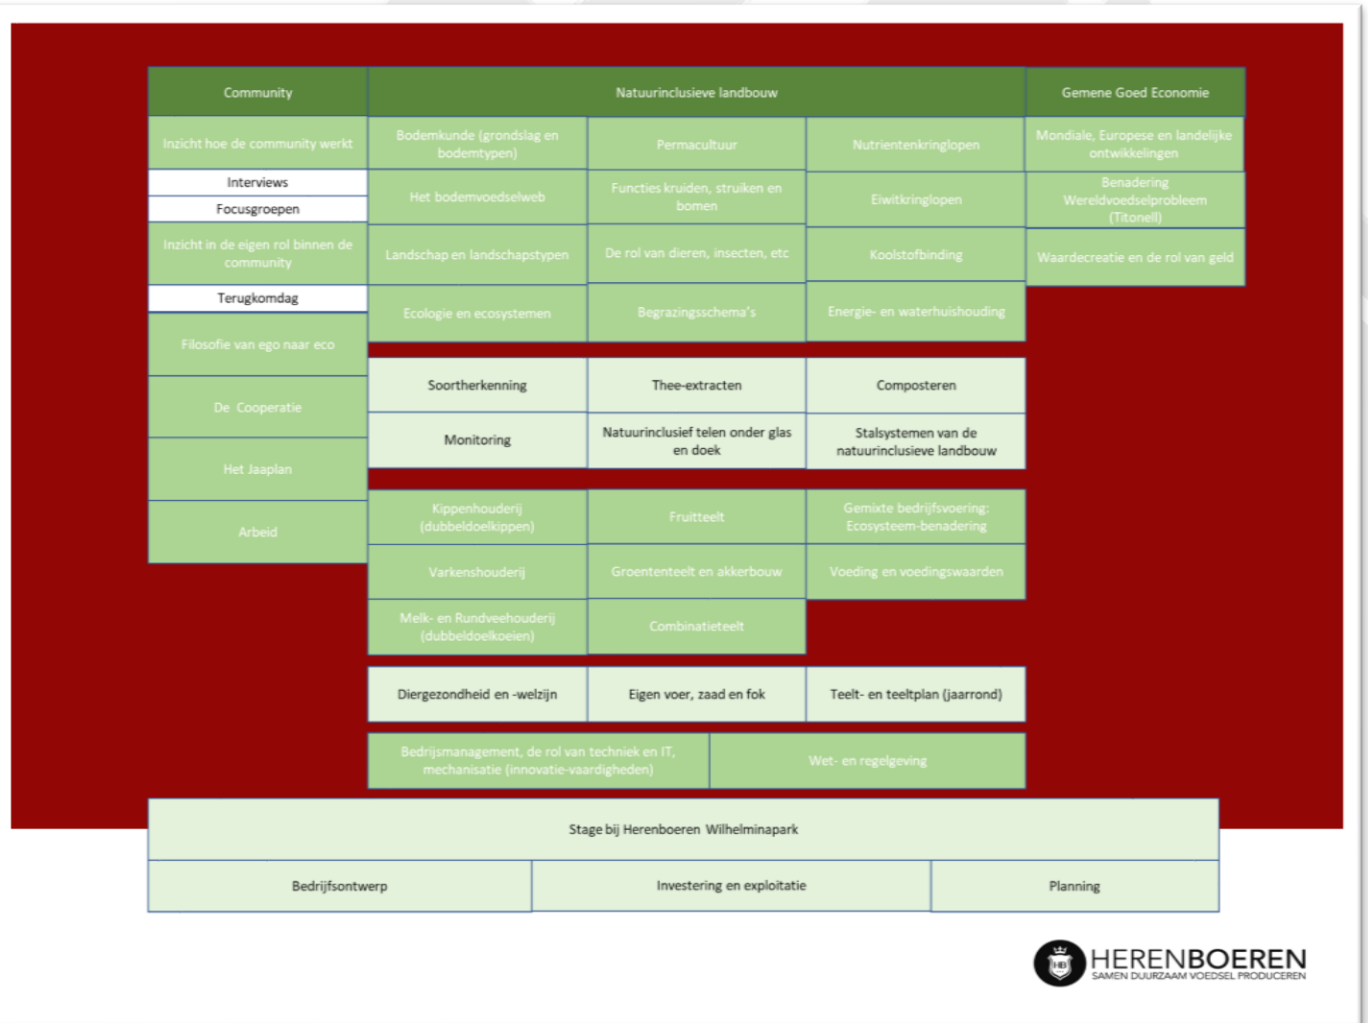 Community
Natuurinclusieve landbouw
Gemene Goed Economie
Inzicht hoe de community werkt
Interviews
Focusgroepen
Inzicht in de eigen rol binnen de
community
Terugkomdag
Filosofie van ego naar eco
De Cooperatie
Het Jaaplan
Arbeid
Bodemkunde (grondslag en
bodemtypen)
Permacultuur
Nutrientenkringlopen
Het bodemvoedselweb
Functies kruiden, struiken en
bomen
Eiwitkringlopen
Landschap en landschapstypen
De rol van dieren, insecten, etc
Koolstofbinding
Ecologie en ecosystemen
Begrazingsschema's
Energie- en waterhuishouding
Mondiale, Europese en landelijke
ontwikkelingen
Benadering
Wereldvoedselprobleem
(Titonell)
Waardecreatie en de rol van geld
Soortherkenning
Thee-extracten
Composteren
Monitoring
Natuurinclusief telen onder glas
en doek
Stalsystemen van de
natuurinclusieve landbouw
Kippenhouderij
(dubbeldoelkippen)
Fruitteelt
Gemixte bedrijfsvoering:
Ecosysteem-benadering
Varkenshouderij
Groententeelt en akkerbouw
Voeding en voedingswaarden
Melk- en Rundveehouderij
(dubbeldoelkoeien)
Combinatieteelt
Diergezondheid en -welzijn
Eigen voer, zaad en fok
Teelt- en teeltplan (jaarrond)
Bedrijsmanagement, de rol van techniek en IT,
mechanisatie (innovatie-vaardigheden)
Wet- en regelgeving
Stage bij Herenboeren Wilhelminapark
Bedrijfsontwerp
Investering en exploitatie
Planning
HB
HERENBOEREN
SAMEN DUURZAAM VOEDSEL PRODUCEREN